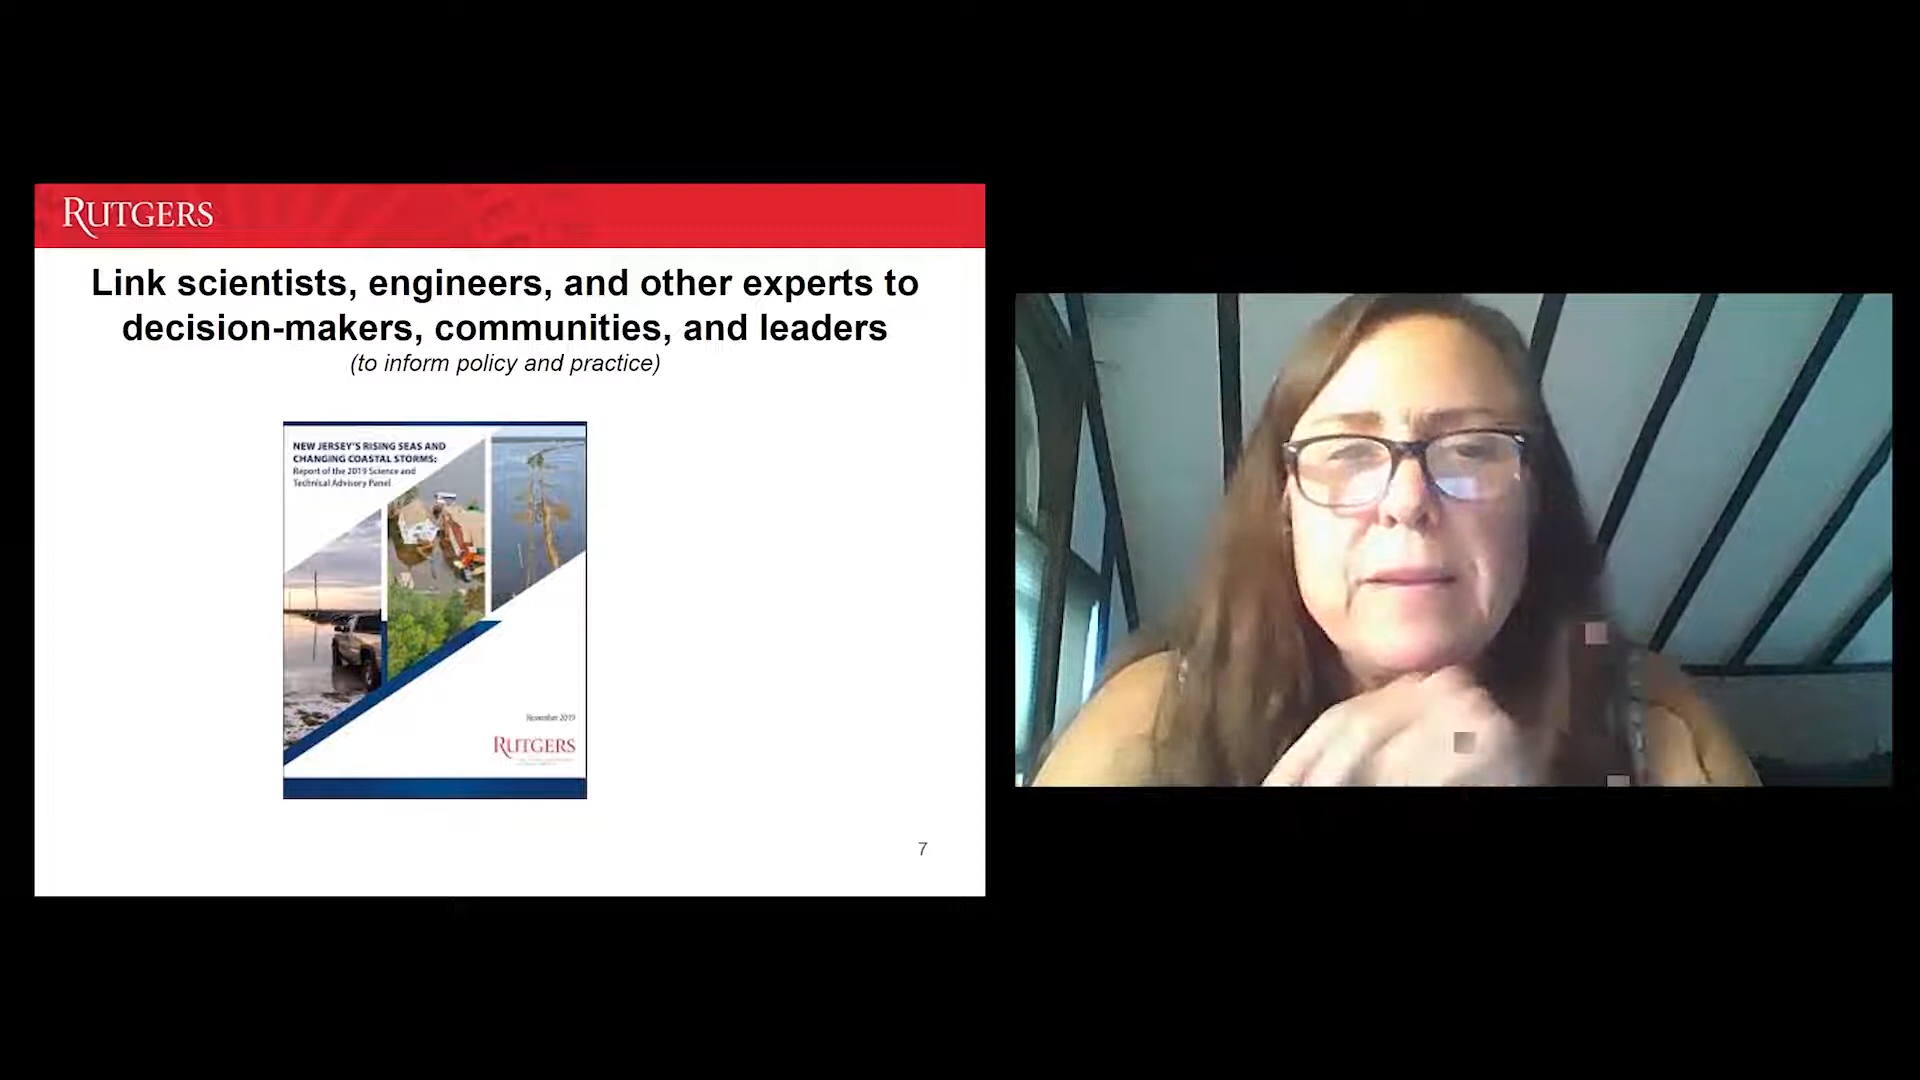 RUTGERS
Link scientists, engineers, and other experts to
decision-makers, communities, and leaders
(to inform policy and practice)
NEW JERSEY'S RISING SEAS AND
CHANGING COASTAL STORMS:
Report of the 2019 Science and
Technical Advisory Panel
November 2019
RUTGERS
7